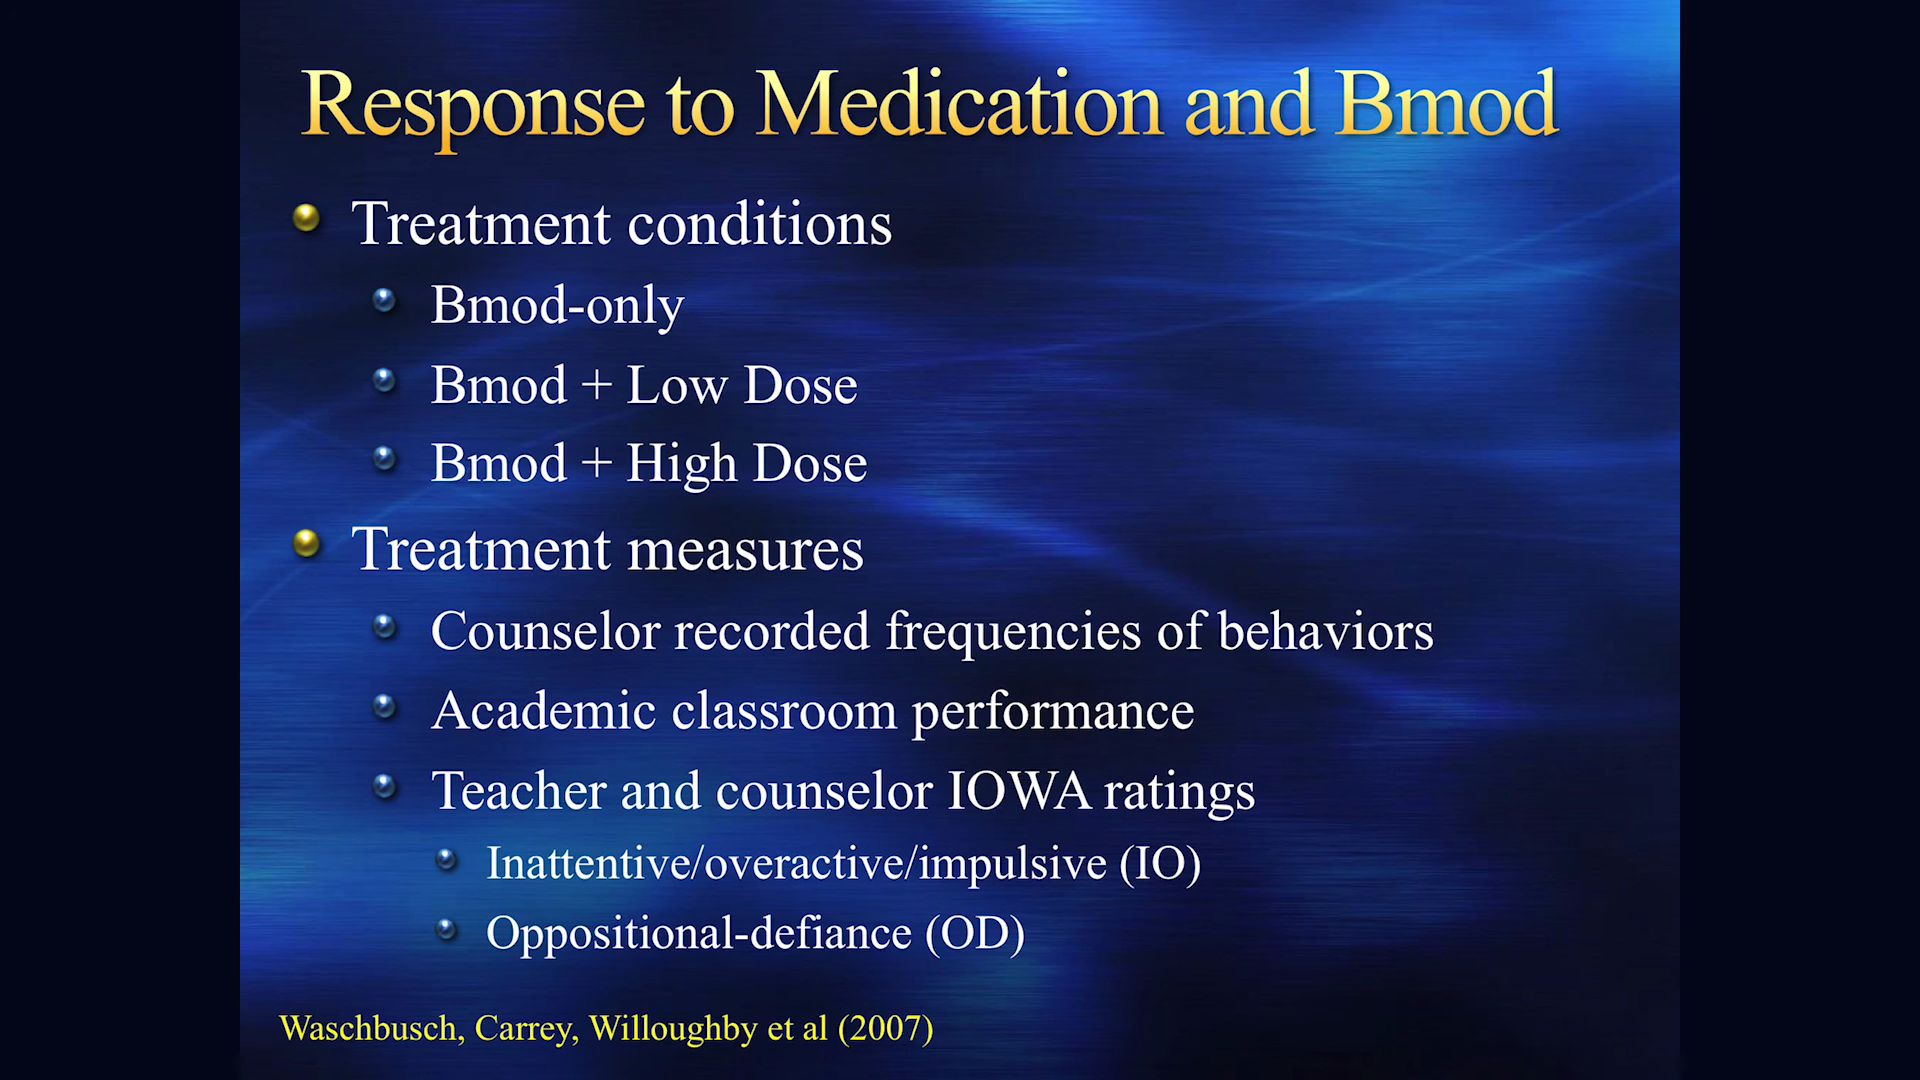 Response to Medication and Bmod
Treatment conditions
Bmod-only
Bmod + Low Dose
Bmod + High Dose
Treatment measures
Counselor recorded frequencies of behaviors
Academic classroom performance
Teacher and counselor IOWA ratings
Inattentive/overactive/impulsive (IO)
Oppositional-defiance (OD)
Waschbusch, Carrey, Willoughby et al (2007)